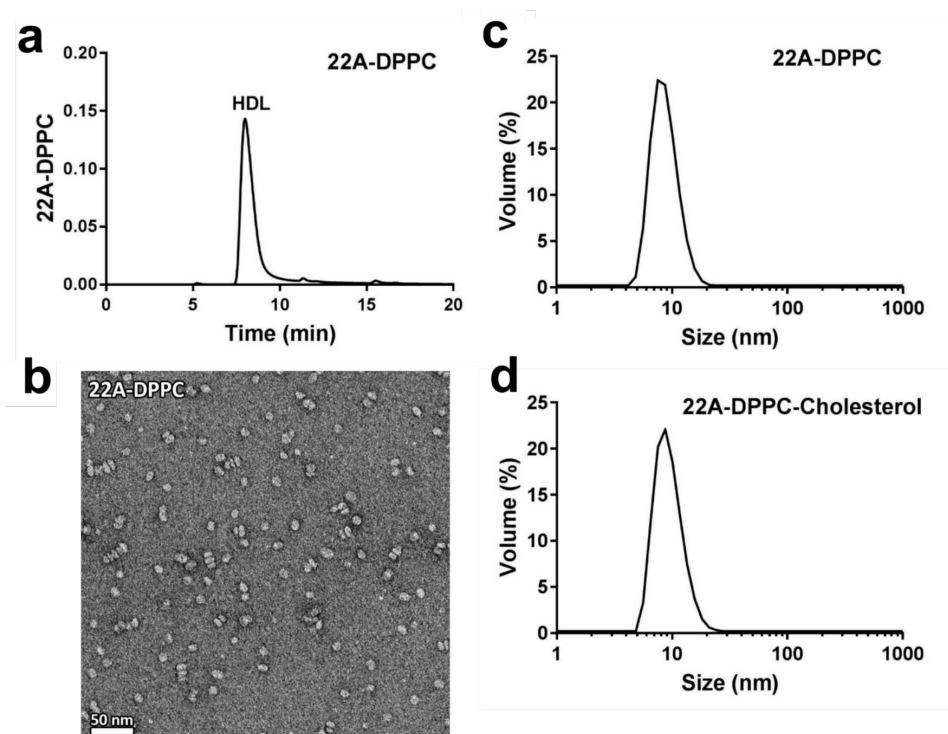 a
22A-DPPC
HDL
22A-DPPC
0.20
0.15
0.10
0.05
0.00
0 5 10 15 20
Time (min)
b
22A-DPPC
50 nm
c
22A-DPPC
Volume (%)
25
20
15
10
5
0
1 10 100 1000
Size (nm)
d
22A-DPPC-Cholesterol
Volume (%)
25
20
15
10
5
0
1 10 100 1000
Size (nm)